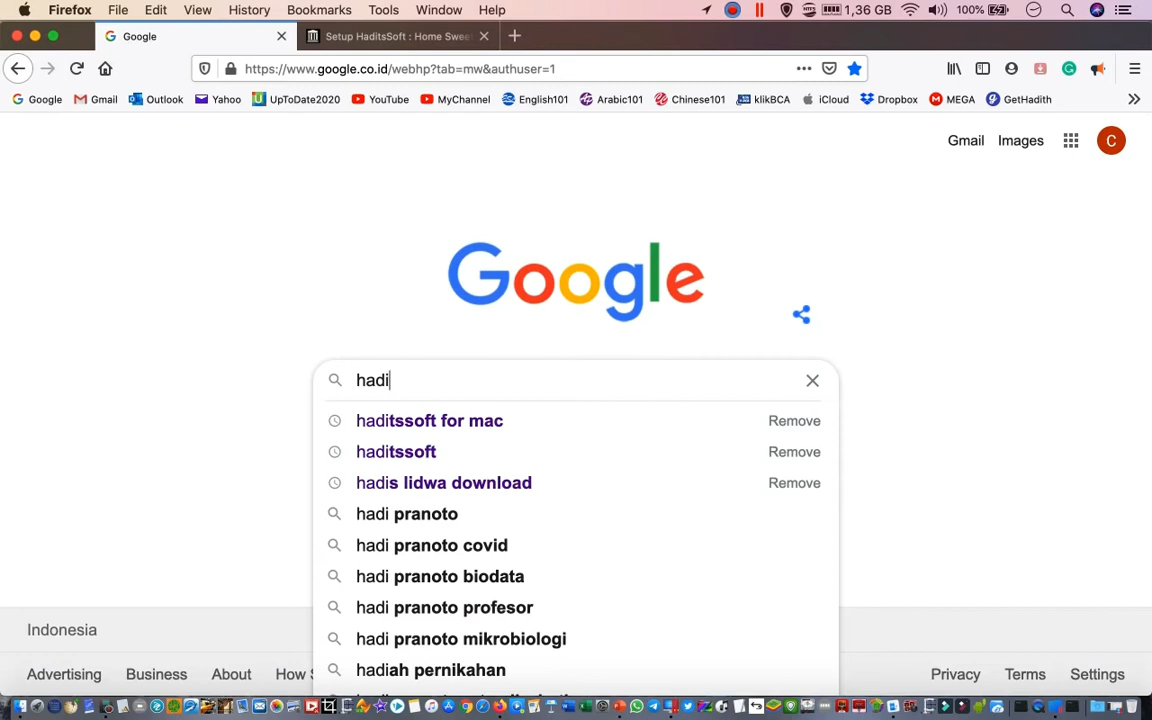 Firefox File Edit View History Bookmarks Tools Window Help 1,36 GB 100%
Google Setup HaditsSoft : Home Swee
https://www.google.co.id/webhp?tab=mw&authuser=1
Google Gmail Outlook Yahoo UpToDate2020 YouTube MyChannel English101 Arabic101 Chinese101 klikBCA iCloud Dropbox MEGA GetHadith
Gmail Images C
Google
hadi
haditssoft for mac Remove
haditssoft Remove
hadis lidwa download Remove
hadi pranoto
hadi pranoto covid
hadi pranoto biodata
hadi pranoto profesor
hadi pranoto mikrobiologi
hadiah pernikahan
Indonesia
Advertising Business About How Privacy Terms Settings